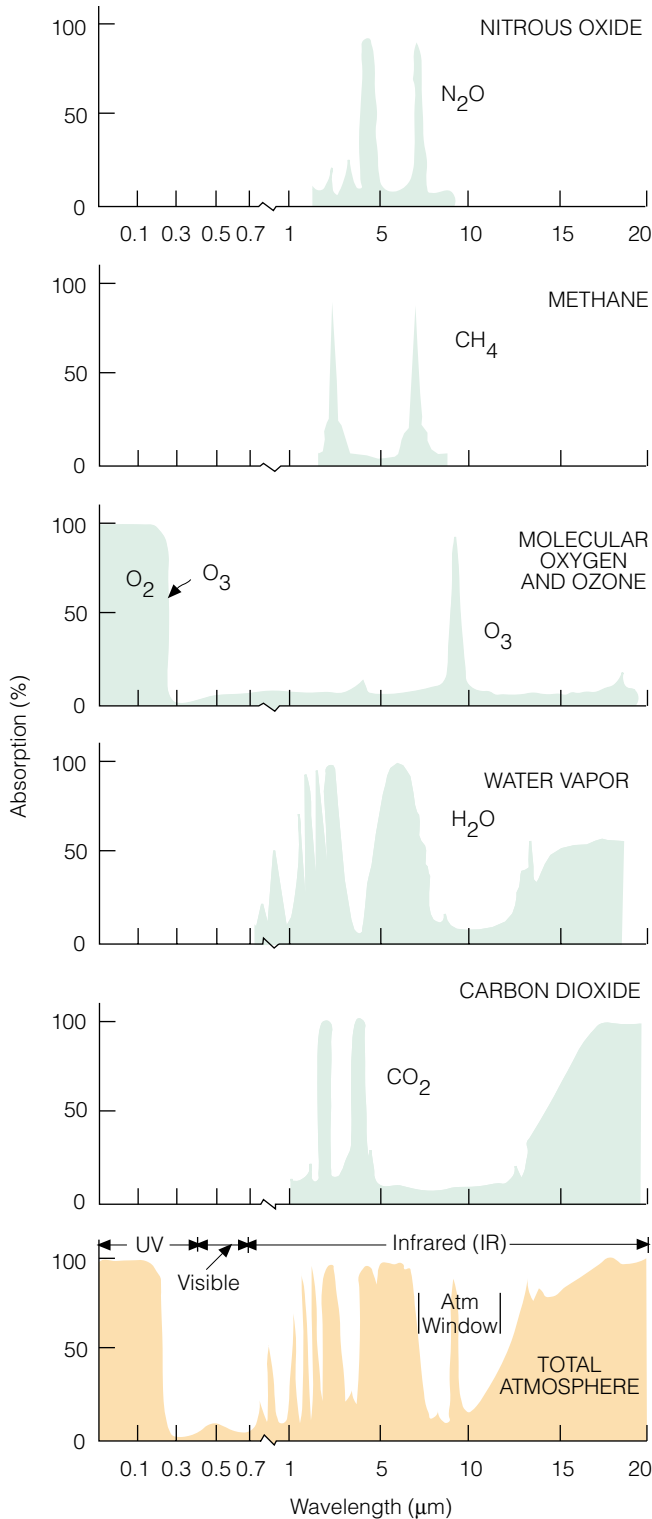 100
NITROUS OXIDE
N2O
50
0
0.1 0.3 0.5 0.7 1 5 10 15 20
100
METHANE
CH4
50
0
100
MOLECULAR
OXYGEN
AND OZONE
O2
O3
50
O3
0
Absorption (%)
100
WATER VAPOR
H2O
50
0
CARBON DIOXIDE
100
CO2
50
0
UV
Infrared (IR)
100
Visible
Atm
Window
50
TOTAL
ATMOSPHERE
0
0.1 0.3 0.5 0.7 1 5 10 15 20
Wavelength (μm)